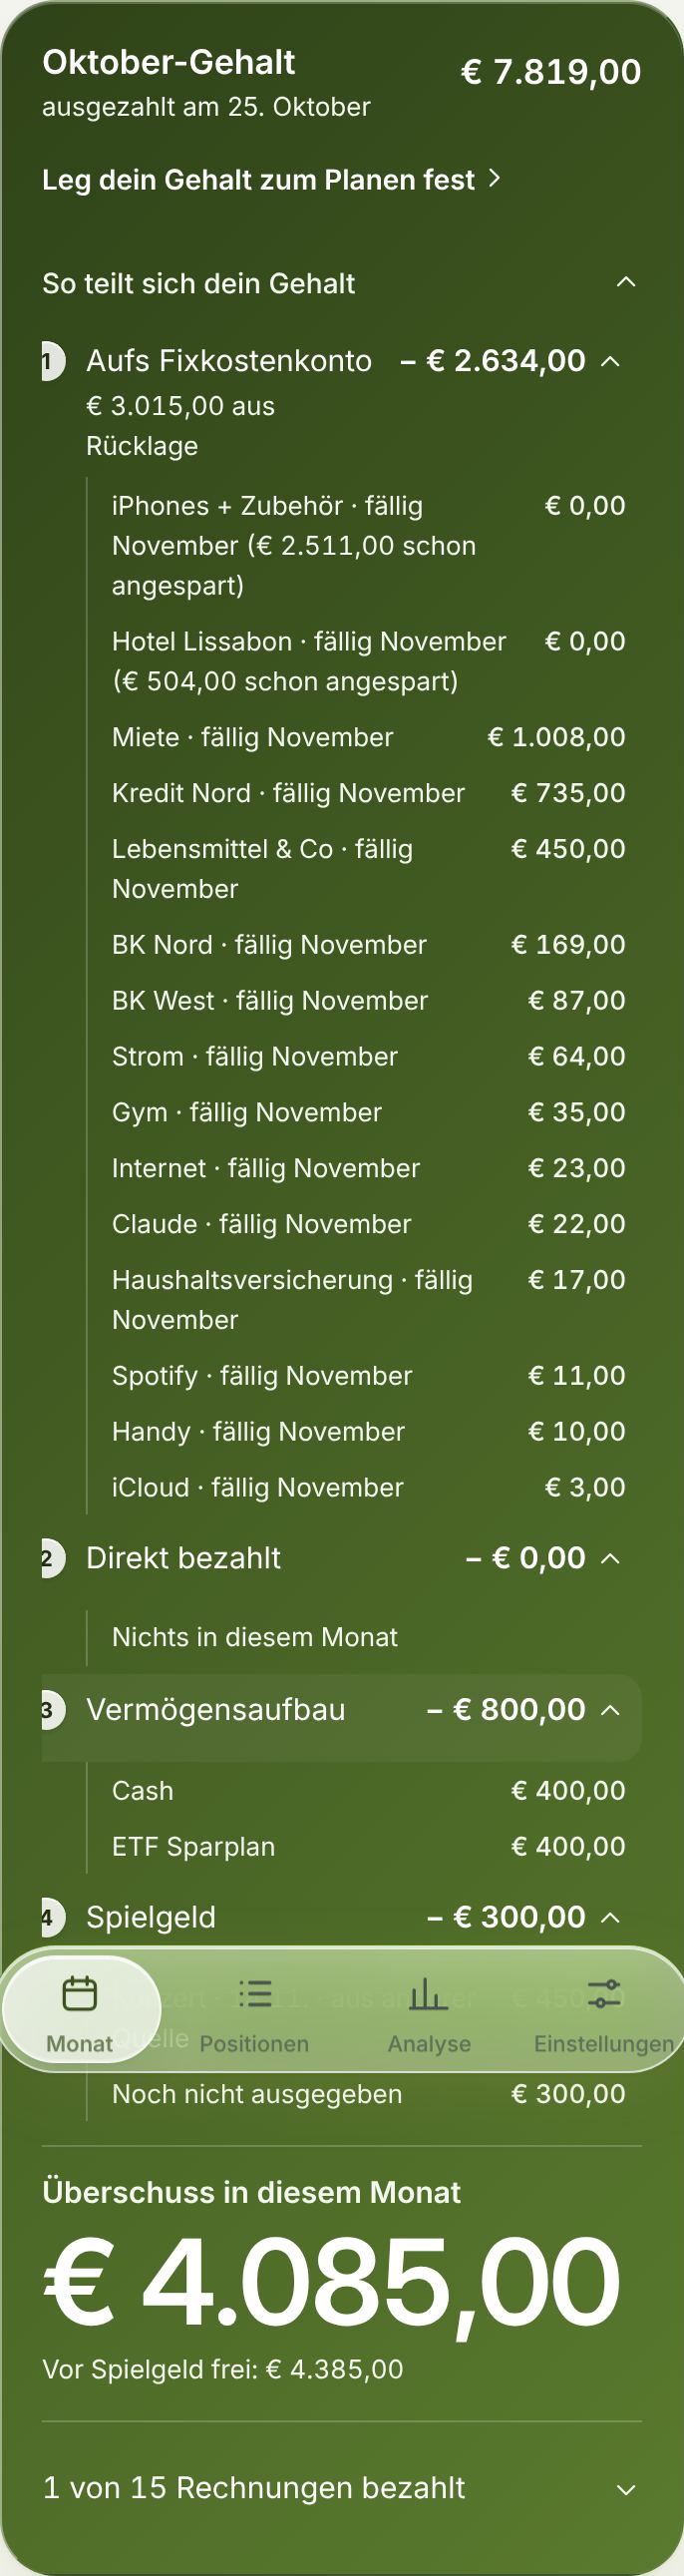 Oktober-Gehalt
€ 7.819,00
ausgezahlt am 25. Oktober
Leg dein Gehalt zum Planen fest
So teilt sich dein Gehalt
1 Aufs Fixkostenkonto – € 2.634,00
€ 3.015,00 aus
Rücklage
iPhones + Zubehör · fällig € 0,00
November (€ 2.511,00 schon
angespart)
Hotel Lissabon · fällig November € 0,00
(€ 504,00 schon angespart)
Miete · fällig November € 1.008,00
Kredit Nord · fällig November € 735,00
Lebensmittel & Co · fällig € 450,00
November
BK Nord · fällig November € 169,00
BK West · fällig November € 87,00
Strom · fällig November € 64,00
Gym · fällig November € 35,00
Internet · fällig November € 23,00
Claude · fällig November € 22,00
Haushaltsversicherung · fällig € 17,00
November
Spotify · fällig November € 11,00
Handy · fällig November € 10,00
iCloud · fällig November € 3,00
2 Direkt bezahlt – € 0,00
Nichts in diesem Monat
3 Vermögensaufbau – € 800,00
Cash € 400,00
ETF Sparplan € 400,00
4 Spielgeld – € 300,00
€ 450,00
Quelle
Monat Positionen Analyse Einstellungen
Noch nicht ausgegeben € 300,00
Überschuss in diesem Monat
€ 4.085,00
Vor Spielgeld frei: € 4.385,00
1 von 15 Rechnungen bezahlt